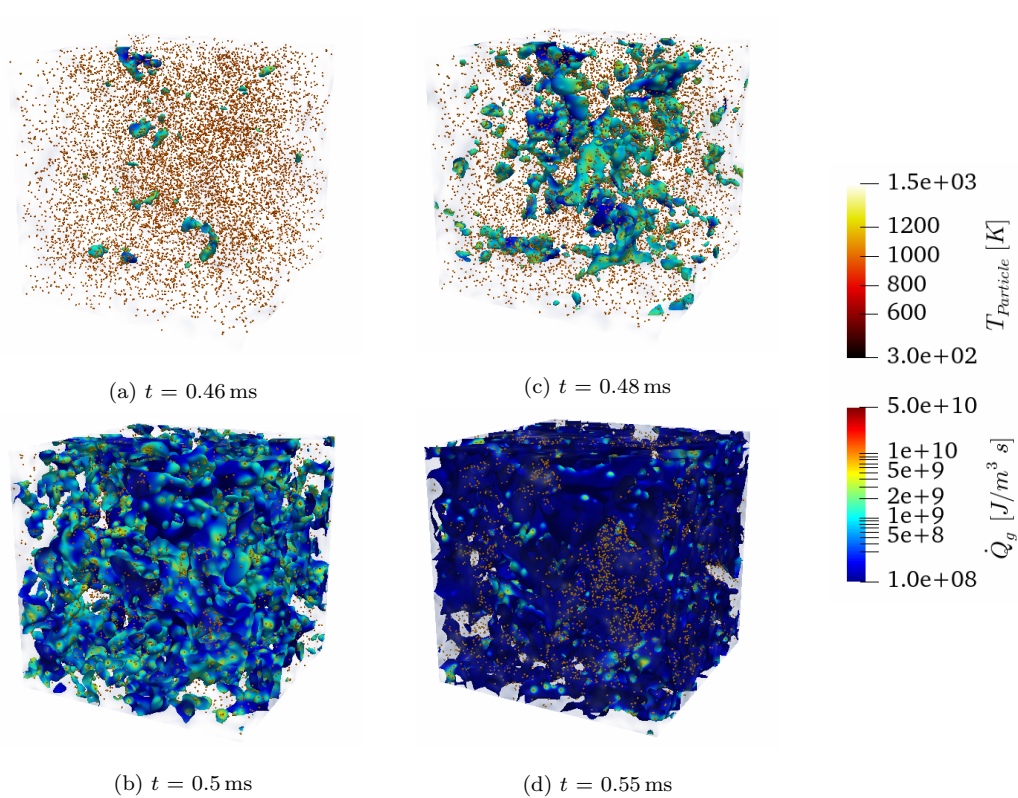 (a) t = 0.46 ms
(c) t = 0.48 ms
(b) t = 0.5 ms
(d) t = 0.55 ms
1.5e+03
1200
1000
800
600
3.0e+02
T_Particle [K]
5.0e+10
1e+10
5e+9
2e+9
1e+9
5e+8
1.0e+08
Q̇_g [J/m³ s]